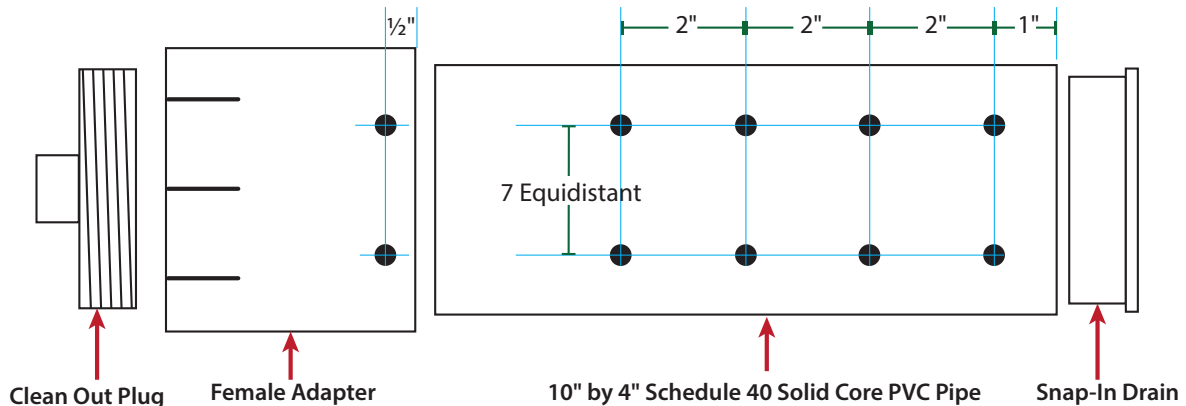 ½" 2" 2" 2" 1"
7 Equidistant
Clean Out Plug Female Adapter 10" by 4" Schedule 40 Solid Core PVC Pipe Snap-In Drain